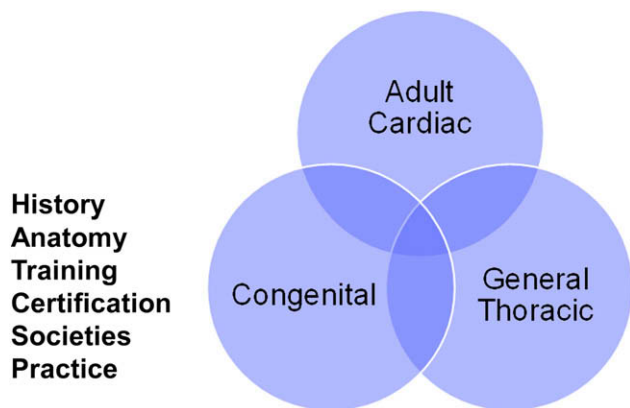 Adult
Cardiac
History
Anatomy
Training
Certification
Societies
Practice
Congenital
General
Thoracic